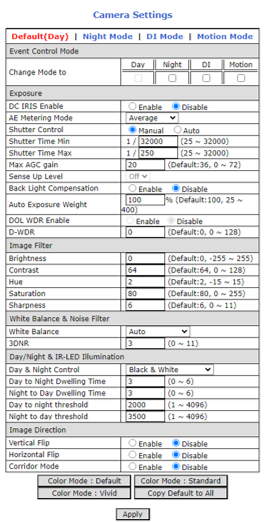 Camera Settings
Default(Day) | Night Mode | DI Mode | Motion Mode
Event Control Mode
Change Mode to
Day Night DI Motion
Exposure
DC IRIS Enable Enable Disable
AE Metering Mode Average
Shutter Control Manual Auto
Shutter Time Min 1 / 32000 (25 ~ 32000)
Shutter Time Max 1 / 250 (25 ~ 32000)
Max AGC gain 20 (Default:36, 0 ~ 72)
Sense Up Level Off
Back Light Compensation Enable Disable
Auto Exposure Weight 100 % (Default:100, 25 ~
400)
DOL WDR Enable Enable Disable
D-WDR 0 (Default:0, 0 ~ 128)
Image Filter
Brightness 0 (Default:0, -255 ~ 255)
Contrast 64 (Default:64, 0 ~ 128)
Hue 2 (Default:2, -15 ~ 15)
Saturation 80 (Default:80, 0 ~ 255)
Sharpness 6 (Default:6, 0 ~ 11)
White Balance & Noise Filter
White Balance Auto
3DNR 3 (0 ~ 11)
Day/Night & IR-LED Illumination
Day & Night Control Black & White
Day to Night Dwelling Time 3 (0 ~ 6)
Night to Day Dwelling Time 3 (0 ~ 6)
Day to night threshold 2000 (1 ~ 4096)
Night to day threshold 3500 (1 ~ 4096)
Image Direction
Vertical Flip Enable Disable
Horizontal Flip Enable Disable
Corridor Mode Enable Disable
Color Mode : Default Color Mode : Standard
Color Mode : Vivid Copy Default to All
Apply